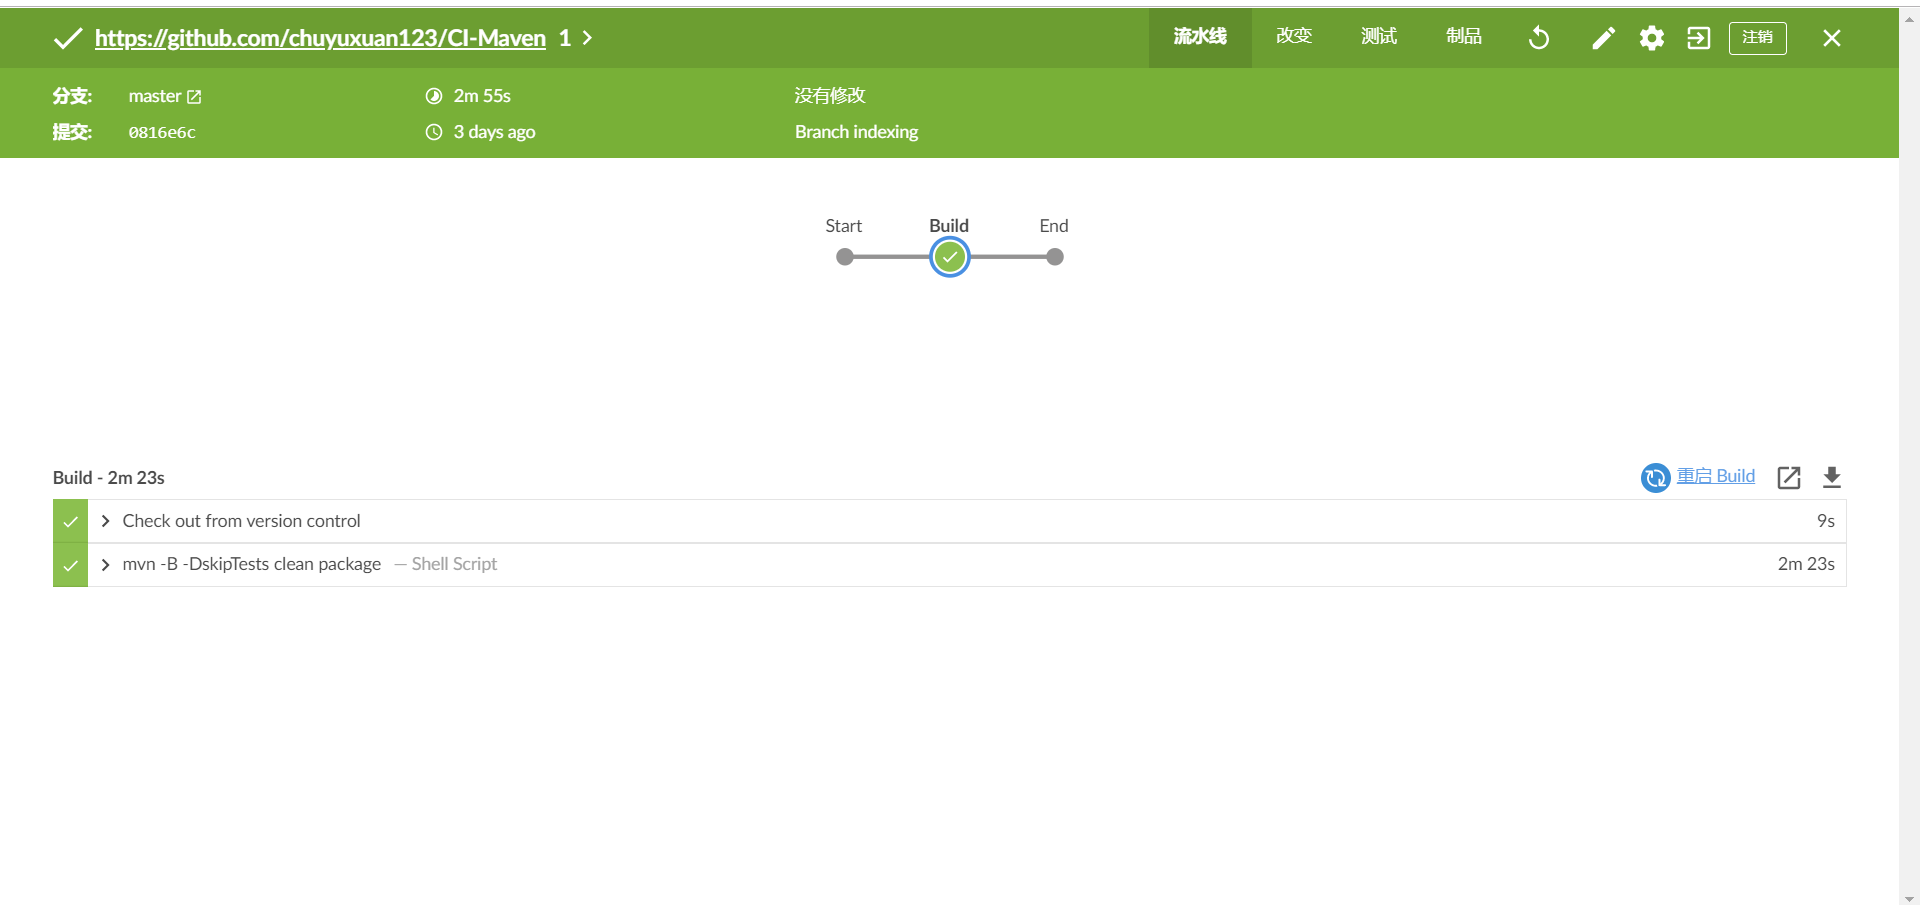 https://github.com/chuyuxuan123/CI-Maven 1
流水线 改变 测试 制品 注销
分支: master 2m 55s 没有修改
提交: 0816e6c 3 days ago Branch indexing
Start Build End
Build - 2m 23s 重启 Build
Check out from version control 9s
mvn -B -DskipTests clean package — Shell Script 2m 23s